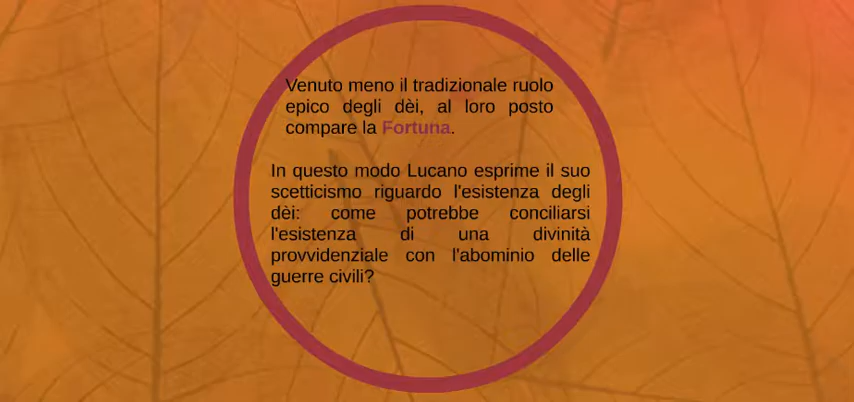 Venuto meno il tradizionale ruolo
epico degli dèi, al loro posto
compare la Fortuna.
In questo modo Lucano esprime il suo
scetticismo riguardo l'esistenza degli
dèi: come potrebbe conciliarsi
l'esistenza di una divinità
provvidenziale con l'abominio delle
guerre civili?